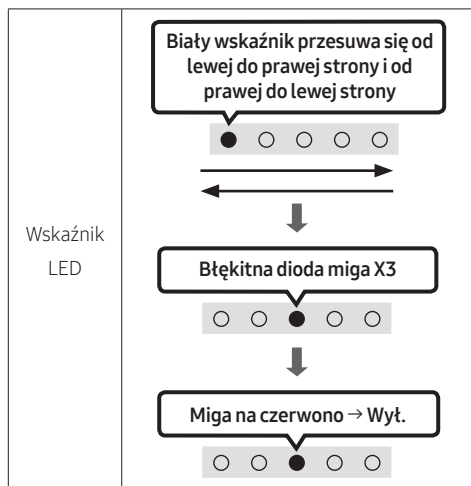 Biały wskaźnik przesuwa się od
lewej do prawej strony i od
prawej do lewej strony
Wskaźnik
LED
Błękitna dioda miga X3
Miga na czerwono → Wył.